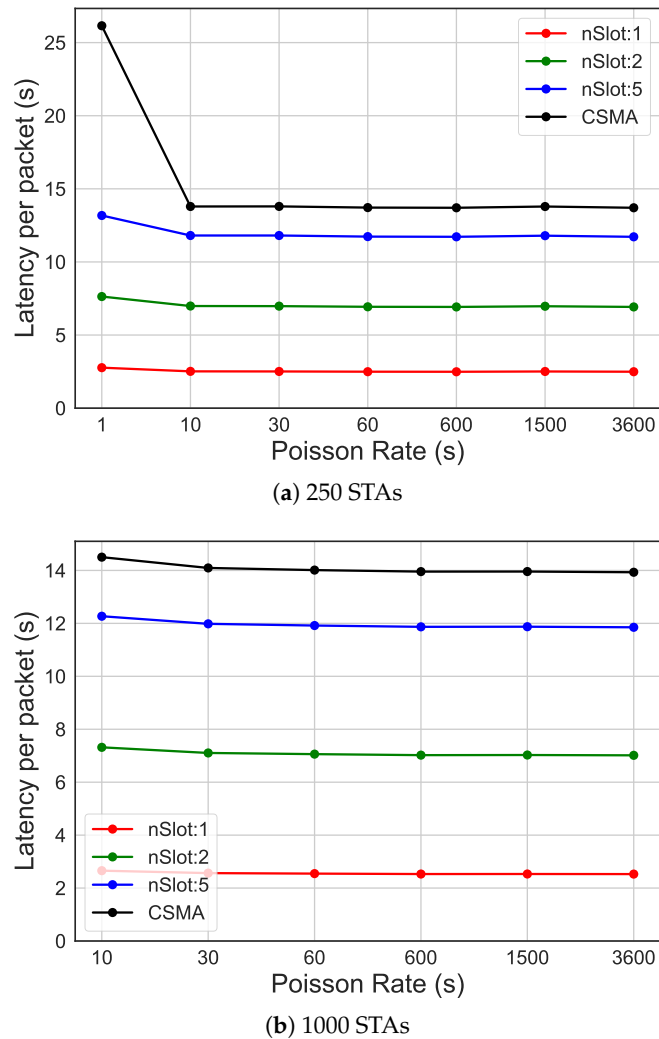 25
20
15
10
5
0
Latency per packet (s)
nSlot:1
nSlot:2
nSlot:5
CSMA
1 10 30 60 600 1500 3600
Poisson Rate (s)
(a) 250 STAs
14
12
10
8
6
4
2
0
Latency per packet (s)
nSlot:1
nSlot:2
nSlot:5
CSMA
10 30 60 600 1500 3600
Poisson Rate (s)
(b) 1000 STAs